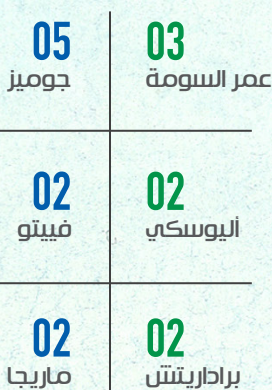 03
عمر السومة
05
جوميز
02
أليوسكي
02
فييتو
02
براداريتش
02
ماريجا